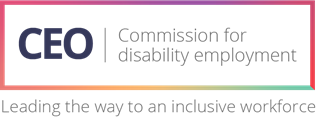 CEO
Commission for
disability employment
Leading the way to an inclusive workforce